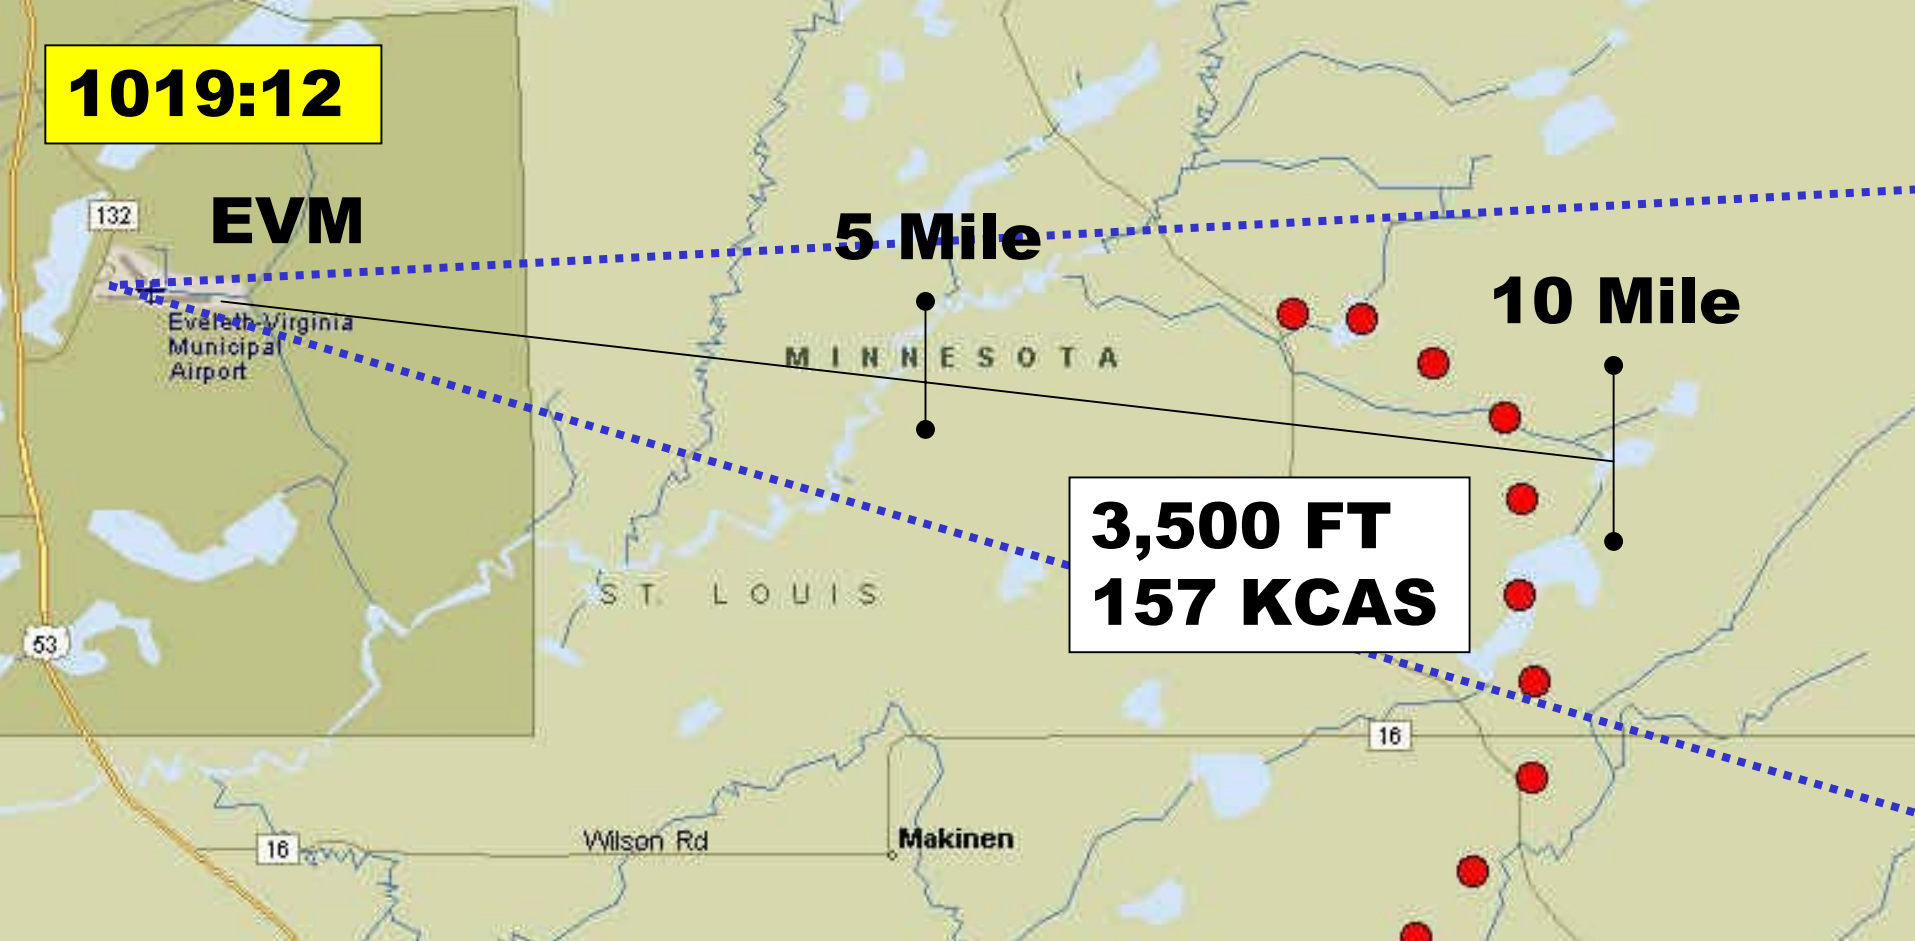 1019:12
132
EVM
5 Mile
10 Mile
Eveleth-Virginia
Municipal
Airport
MINNESOTA
3,500 FT
157 KCAS
ST. LOUIS
53
16
16
Wilson Rd
Makinen